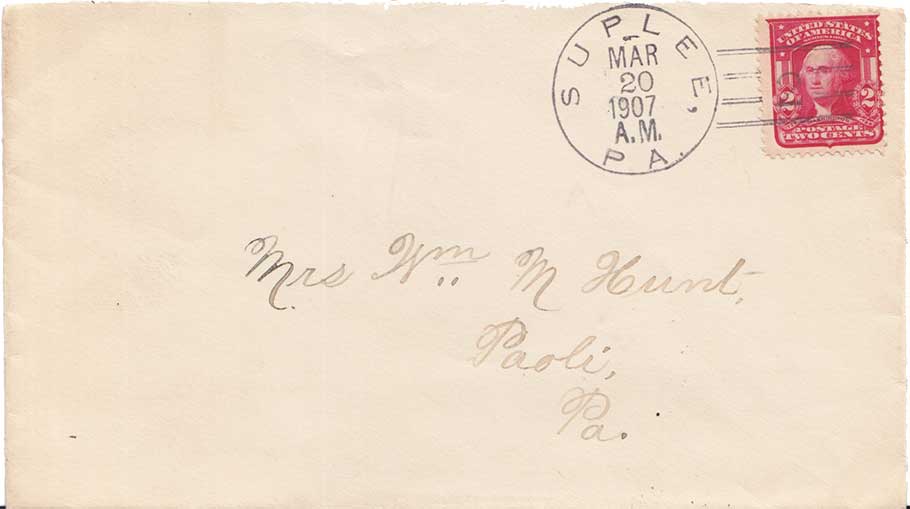 SUPLEE,
MAR
20
1907
A.M.
PA.
UNITED STATES
OF AMERICA
2 2
POSTAGE
TWO CENTS
Mrs Wm M Hunt,
Paoli,
Pa.